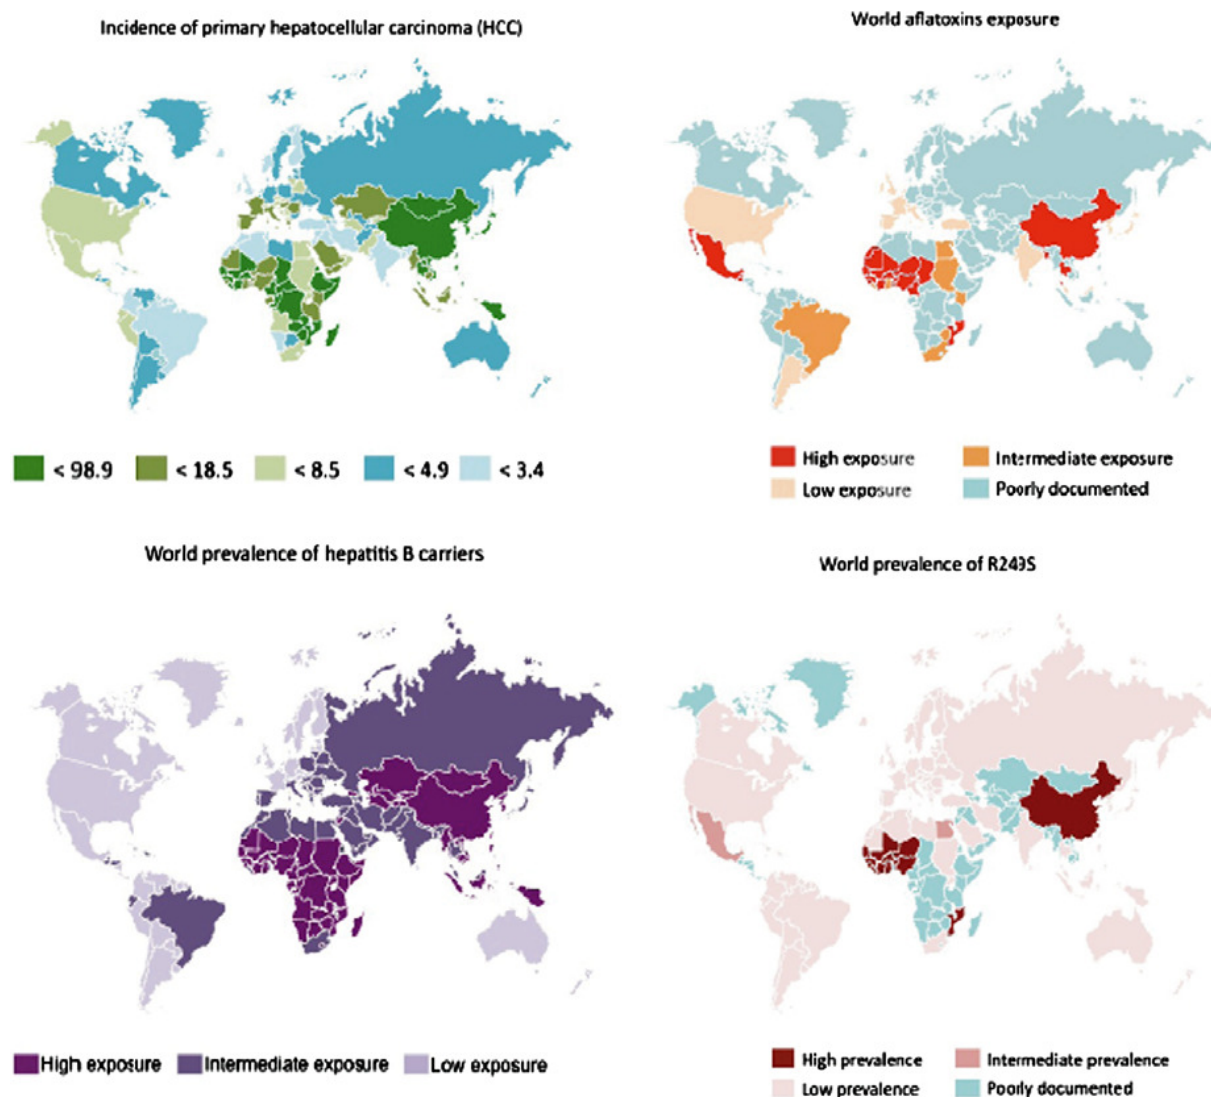 Incidence of primary hepatocellular carcinoma (HCC)
World aflatoxins exposure
< 98.9 < 18.5 < 8.5 < 4.9 < 3.4
High exposure Intermediate exposure
Low exposure Poorly documented
World prevalence of hepatitis B carriers
World prevalence of R249S
High exposure Intermediate exposure Low exposure
High prevalence Intermediate prevalence
Low prevalence Poorly documented